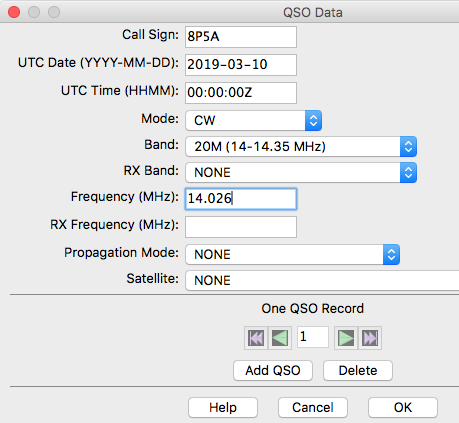 QSO Data
Call Sign: 8P5A
UTC Date (YYYY-MM-DD): 2019-03-10
UTC Time (HHMM): 00:00:00Z
Mode: CW
Band: 20M (14-14.35 MHz)
RX Band: NONE
Frequency (MHz): 14.026
RX Frequency (MHz):
Propagation Mode: NONE
Satellite: NONE
One QSO Record
1
Add QSO Delete
Help Cancel OK